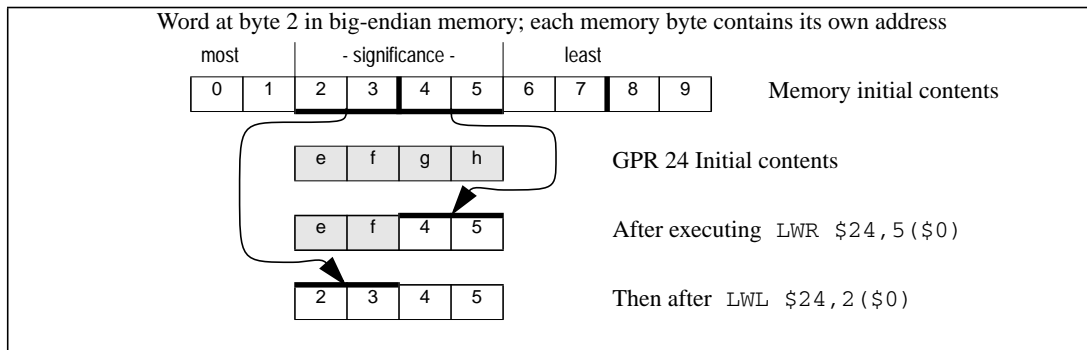 Word at byte 2 in big-endian memory; each memory byte contains its own address
most - significance - least
0 1 2 3 4 5 6 7 8 9 Memory initial contents
e f g h GPR 24 Initial contents
e f 4 5 After executing LWR $24,5($0)
2 3 4 5 Then after LWL $24,2($0)